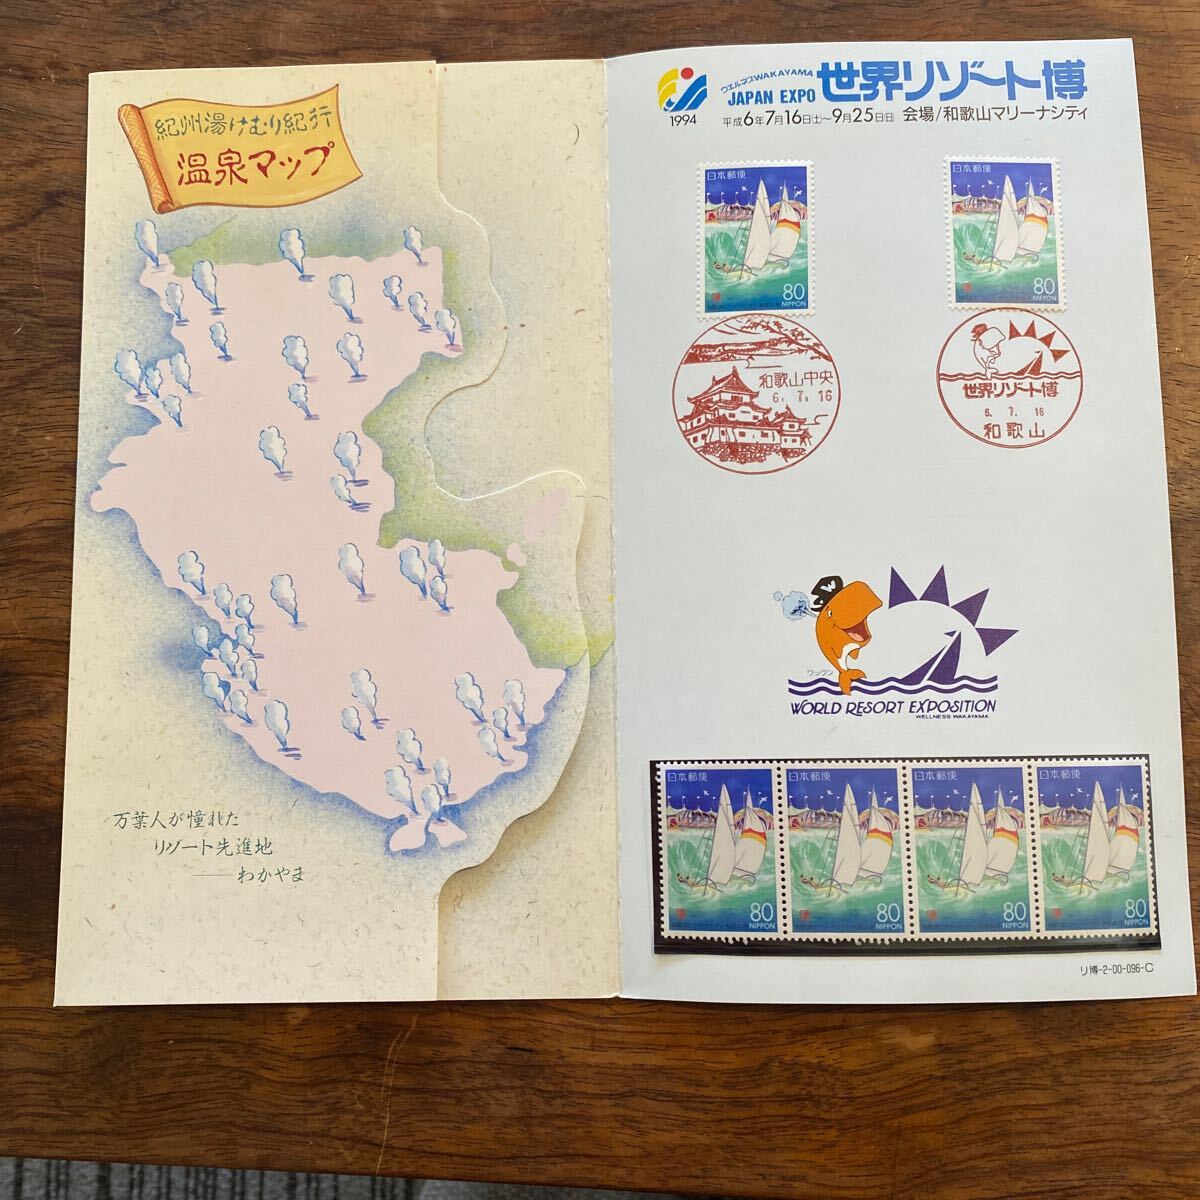 紀州湯けむり紀行
温泉マップ
万葉人が憧れた
リゾート先進地
わかやま
1994
ウエルネスWAKAYAMA
JAPAN EXPO
世界リゾート博
平成6年7月16日(土)~9月25日(日) 会場/和歌山マリーナシティ
日本郵便
80
NIPPON
日本郵便
80
NIPPON
和歌山中央
6. 7. 16
世界リゾート博
6. 7. 16
和歌山
W
ワックン
WORLD RESORT EXPOSITION
WELLNESS WAKAYAMA
日本郵便
80
NIPPON
日本郵便
80
NIPPON
日本郵便
80
NIPPON
日本郵便
80
NIPPON
リ博-2-00-096-C